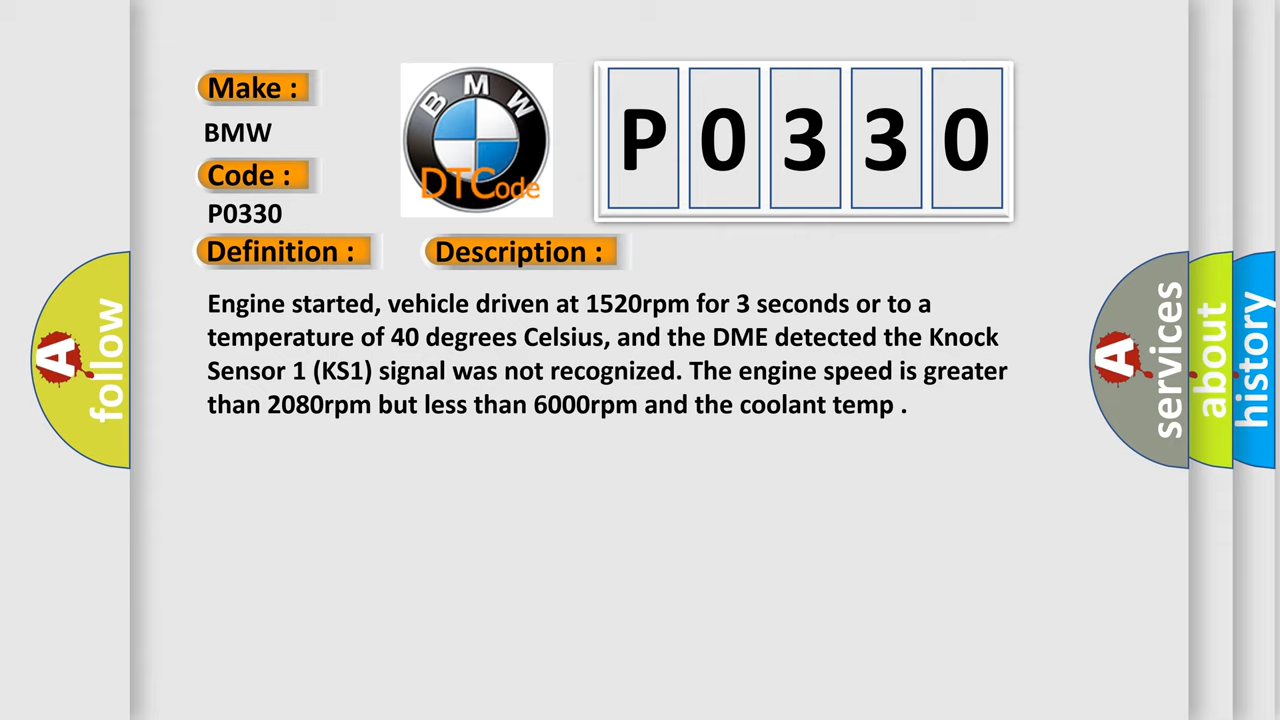 Make :
BMW
Code :
P0330
BMW
DTCode
P0330
Definition :
Description :
Engine started, vehicle driven at 1520rpm for 3 seconds or to a
temperature of 40 degrees Celsius, and the DME detected the Knock
Sensor 1 (KS1) signal was not recognized. The engine speed is greater
than 2080rpm but less than 6000rpm and the coolant temp .
A follow
A services
about
history